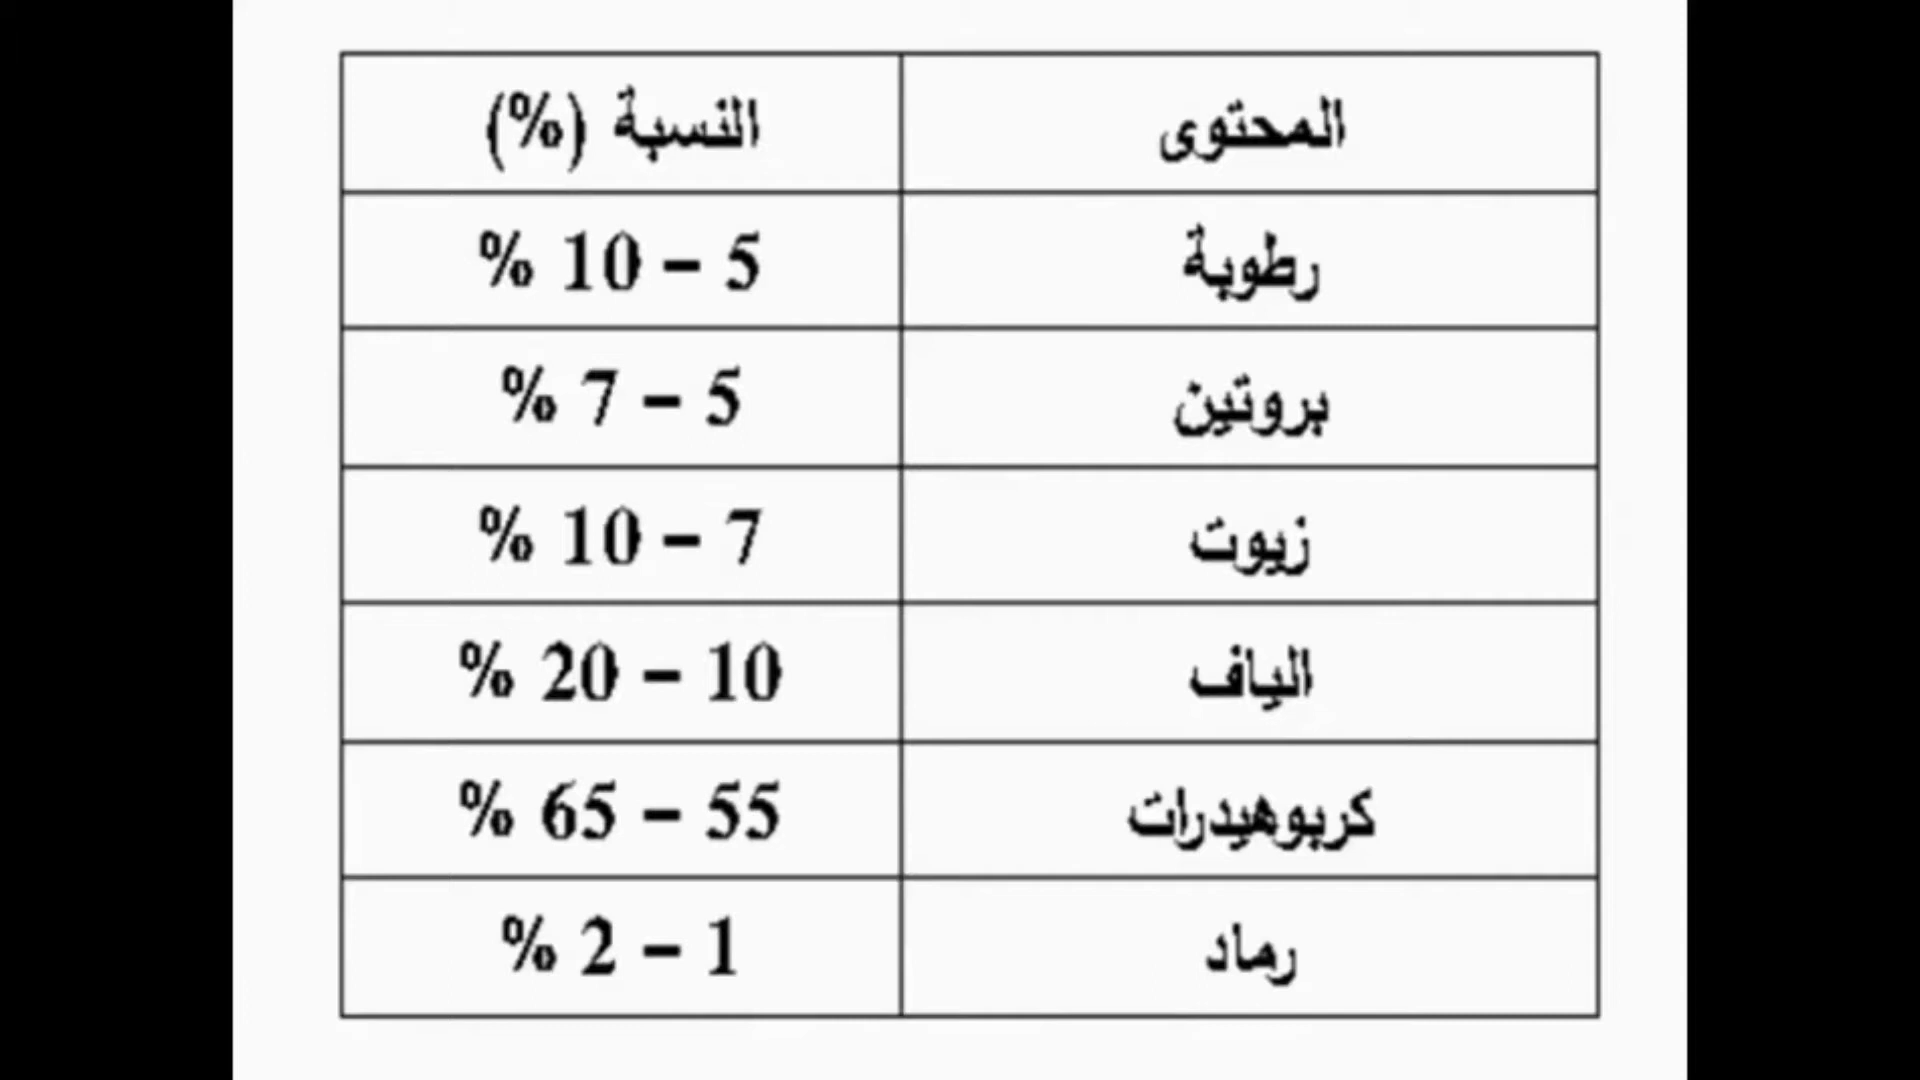 المحتوى النسبة (%)
رطوبة 5 – 10 %
بروتين 5 – 7 %
زيوت 7 – 10 %
الياف 10 – 20 %
كربوهيدرات 55 – 65 %
رماد 1 – 2 %